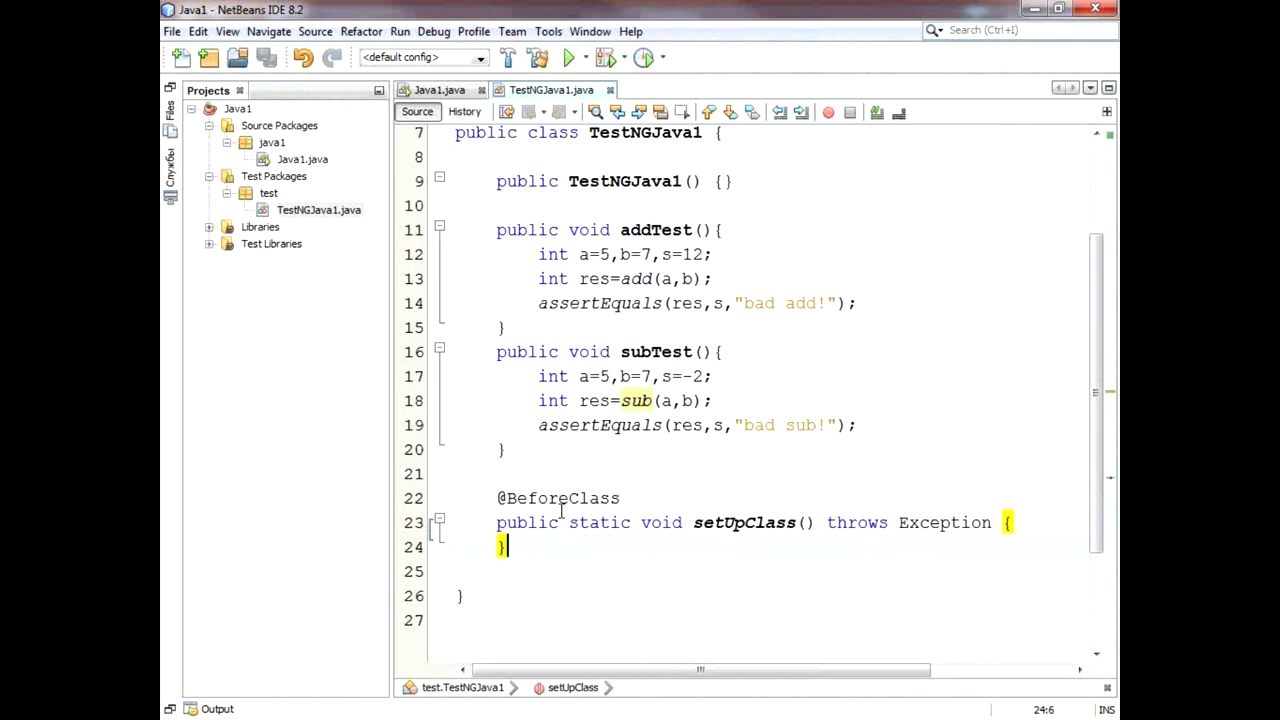 Java1 - NetBeans IDE 8.2
File Edit View Navigate Source Refactor Run Debug Profile Team Tools Window Help
Search (Ctrl+I)
<default config>
Projects
Java1.java
TestNGJava1.java
Файлы
Службы
Java1
Source Packages
java1
Java1.java
Test Packages
test
TestNGJava1.java
Libraries
Test Libraries
Source History
7 public class TestNGJava1 {
8
9 public TestNGJava1() {}
10
11 public void addTest(){
12 int a=5,b=7,s=12;
13 int res=add(a,b);
14 assertEquals(res,s,"bad add!");
15 }
16 public void subTest(){
17 int a=5,b=7,s=-2;
18 int res=sub(a,b);
19 assertEquals(res,s,"bad sub!");
20 }
21
22 @BeforeClass
23 public static void setUpClass() throws Exception {
24 }
25
26 }
27
test.TestNGJava1 setUpClass
Output
24:6 INS